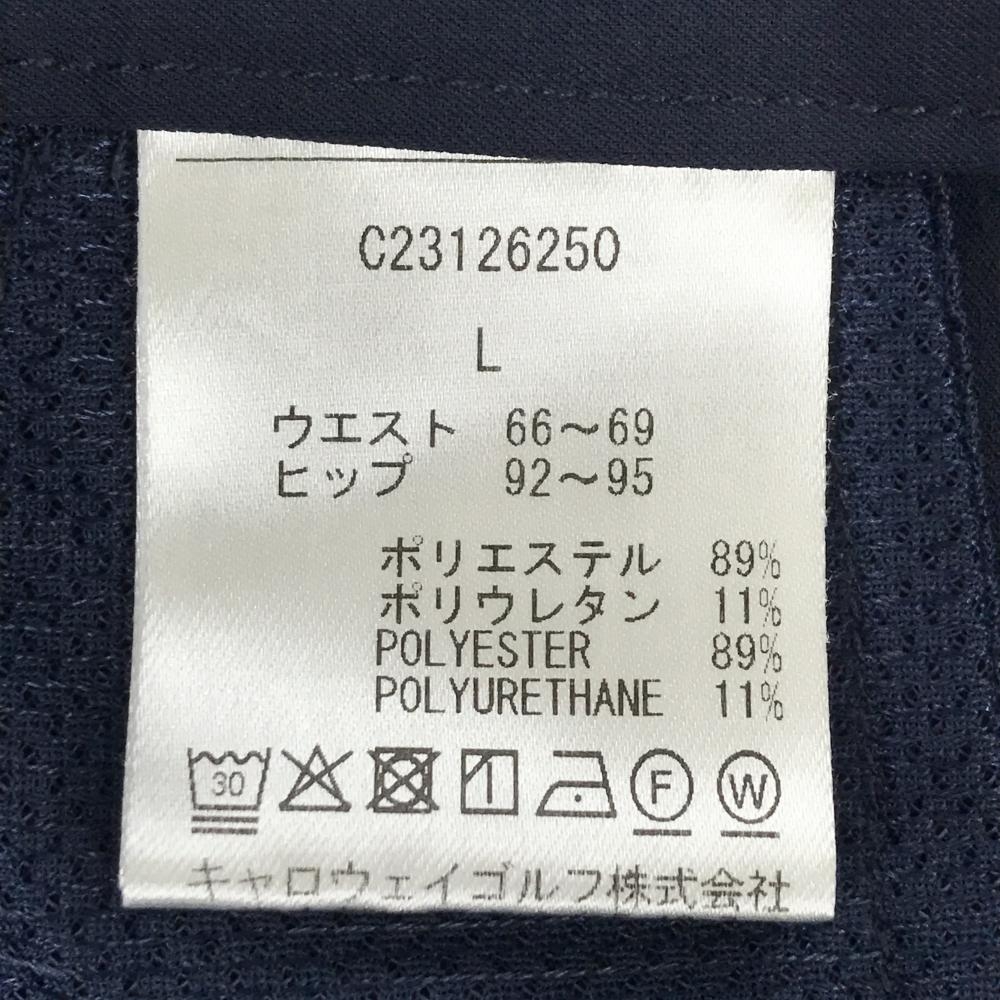 C23126250
L
ウエスト 66～69
ヒップ 92～95
ポリエステル 89%
ポリウレタン 11%
POLYESTER 89%
POLYURETHANE 11%
30 F W
キャロウェイゴルフ株式会社